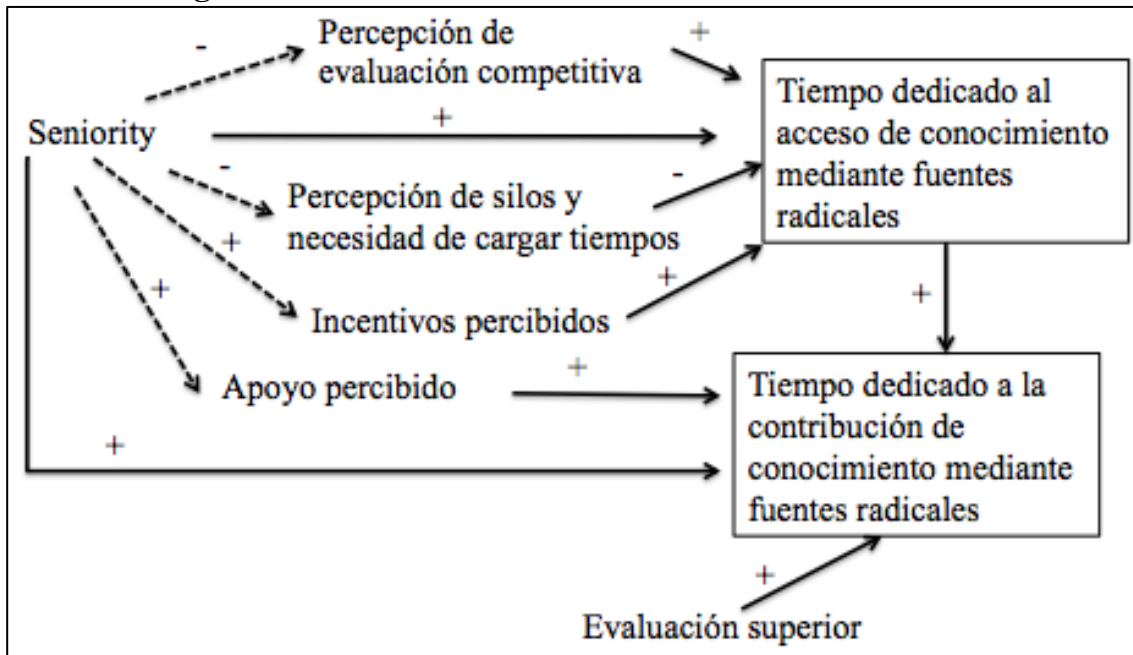 Percepción de
evaluación competitiva
-
+
Tiempo dedicado al
acceso de conocimiento
mediante fuentes
radicales
Seniority
+
-
Percepción de silos y
necesidad de cargar tiempos
-
+
Incentivos percibidos
+
+
+
Apoyo percibido
+
Tiempo dedicado a la
contribución de
conocimiento mediante
fuentes radicales
+
+
Evaluación superior